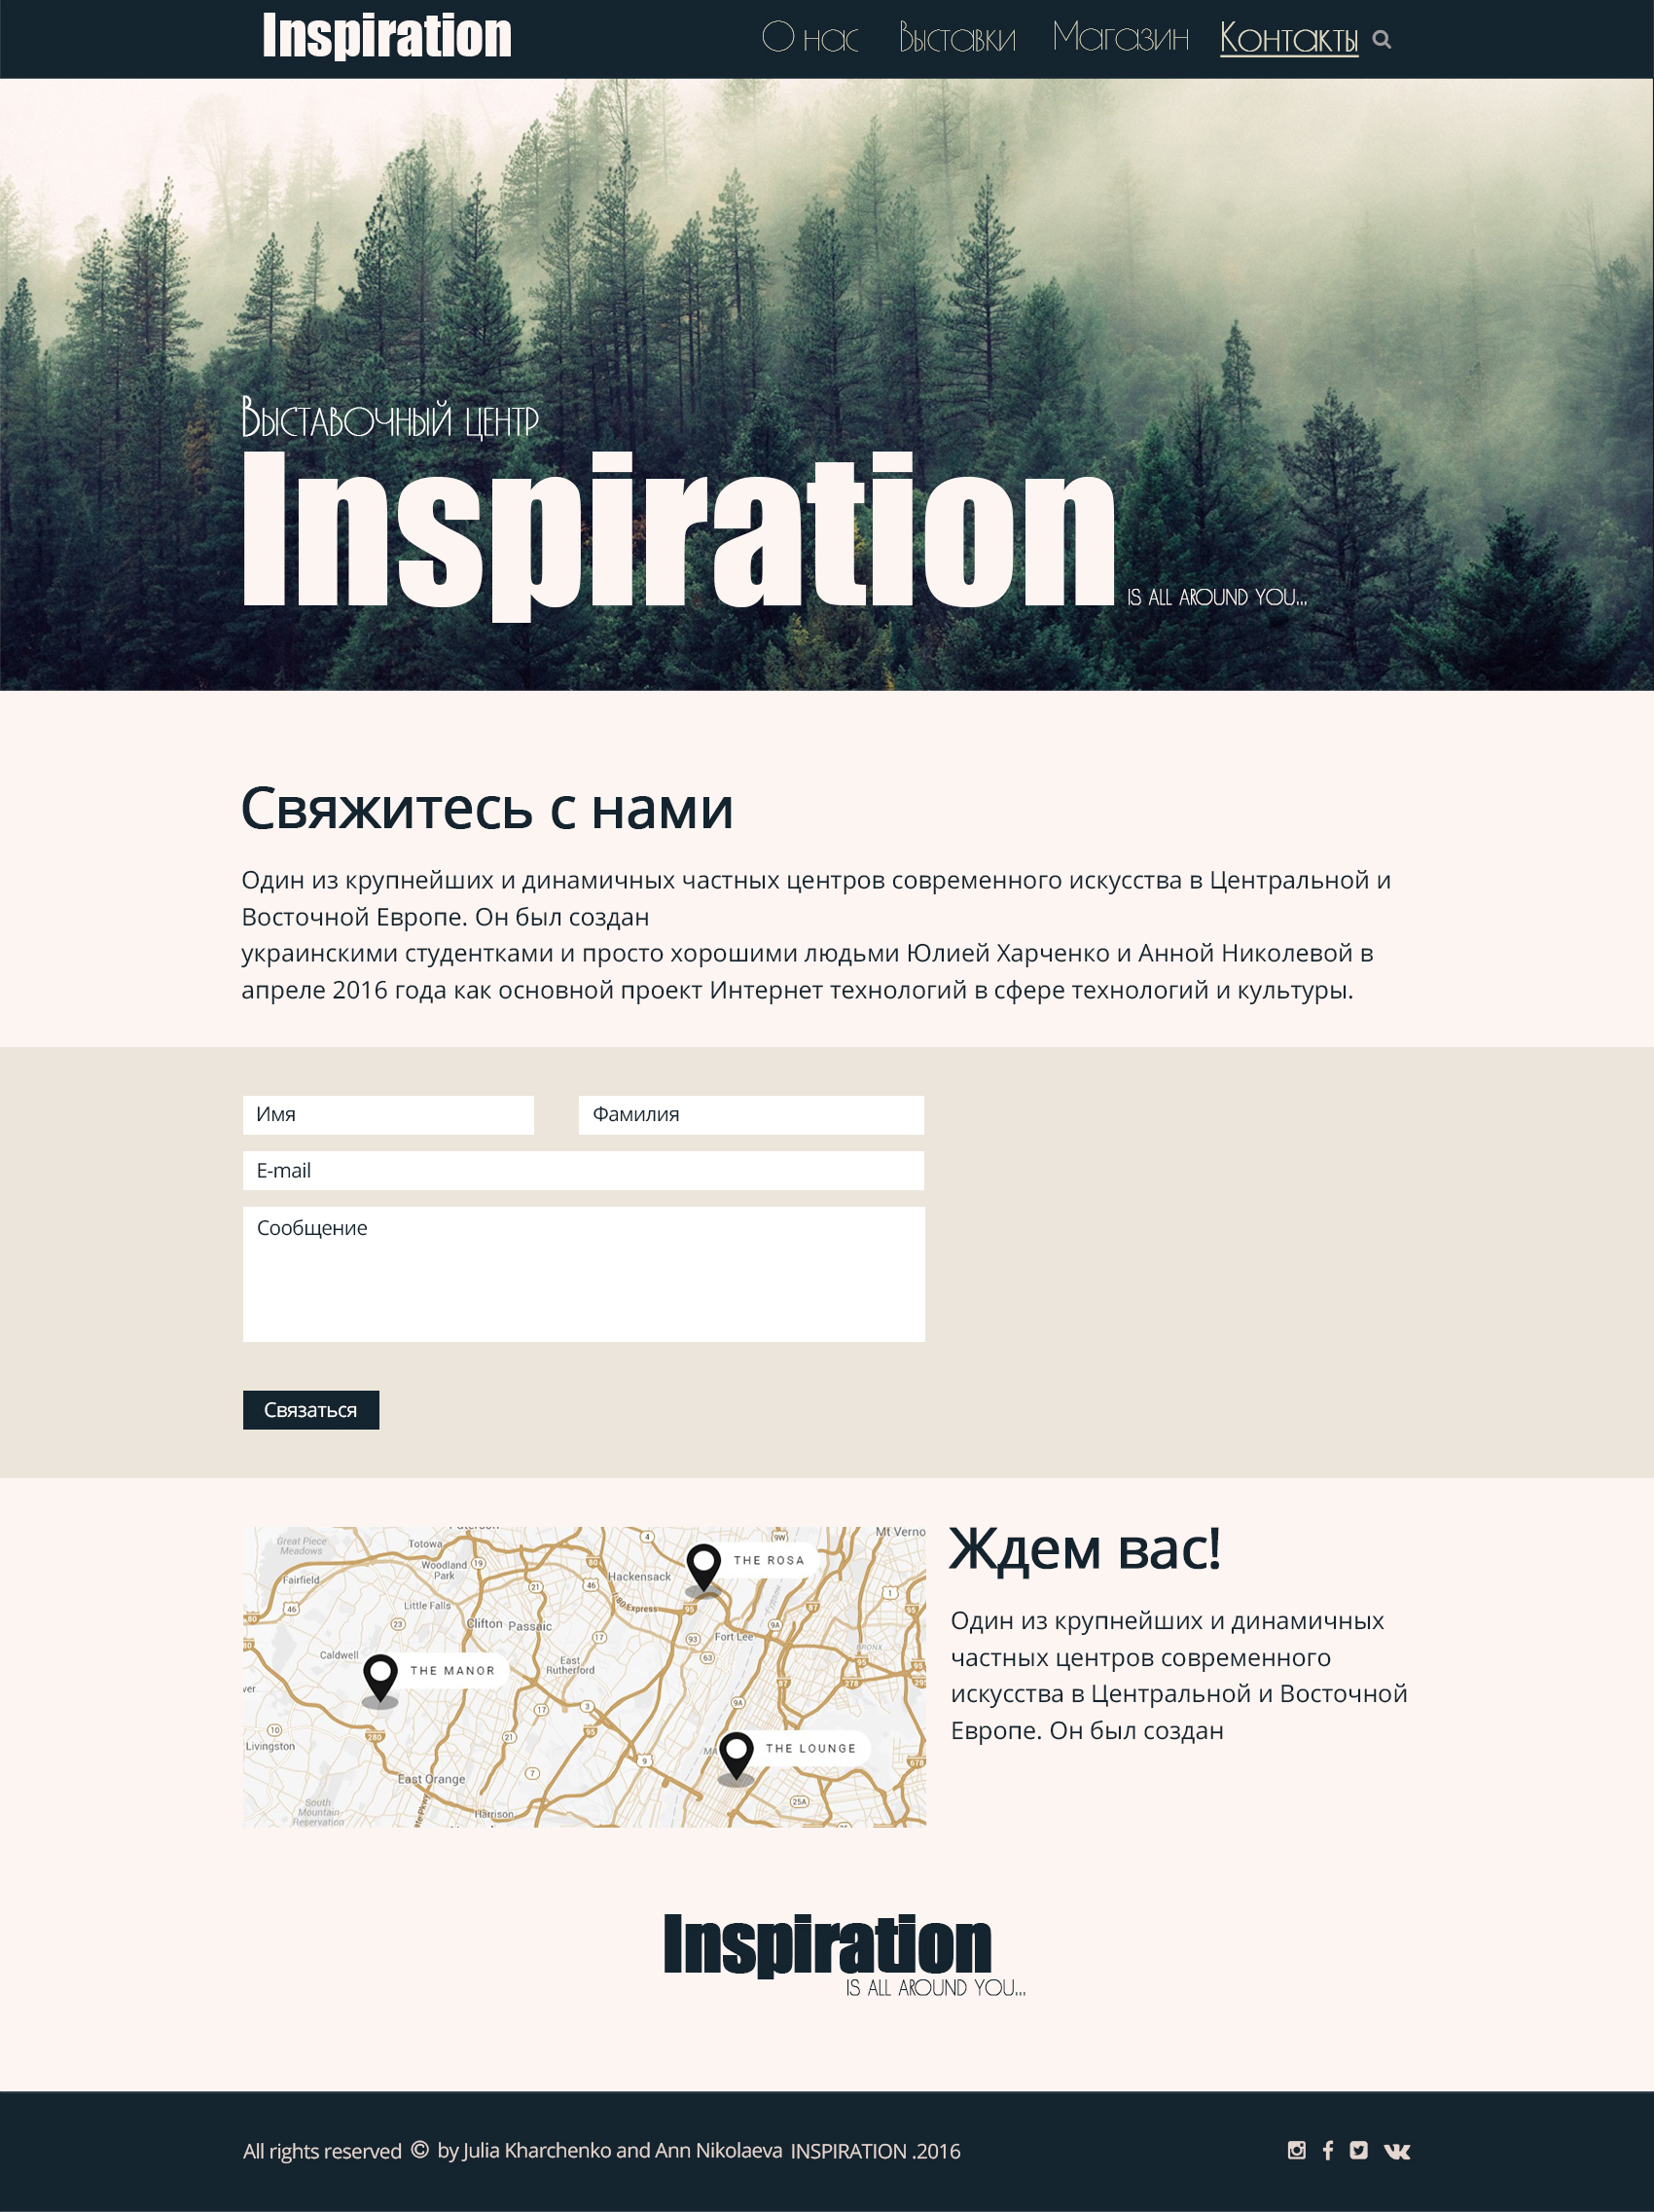 Inspiration
О нас Выставки Магазин Контакты
Выставочный центр
Inspiration
IS ALL AROUND YOU...
Свяжитесь с нами
Один из крупнейших и динамичных частных центров современного искусства в Центральной и
Восточной Европе. Он был создан
украинскими студентками и просто хорошими людьми Юлией Харченко и Анной Николевой в
апреле 2016 года как основной проект Интернет технологий в сфере технологий и культуры.
Имя
Фамилия
E-mail
Сообщение
Связаться
Great Piece
Meadows
Totowa
Woodland
Park
Fairfield
Little Falls
Hackensack
80 Express
Mt Verno
THE ROSA
Clifton
Passaic
Fort Lee
Caldwell
THE MANOR
East
Rutherford
BRONX
Livingston
THE LOUNGE
East Orange
South
Mountain
Reservation
Harrison
Ждем вас!
Один из крупнейших и динамичных
частных центров современного
искусства в Центральной и Восточной
Европе. Он был создан
Inspiration
IS ALL AROUND YOU...
All rights reserved © by Julia Kharchenko and Ann Nikolaeva INSPIRATION .2016